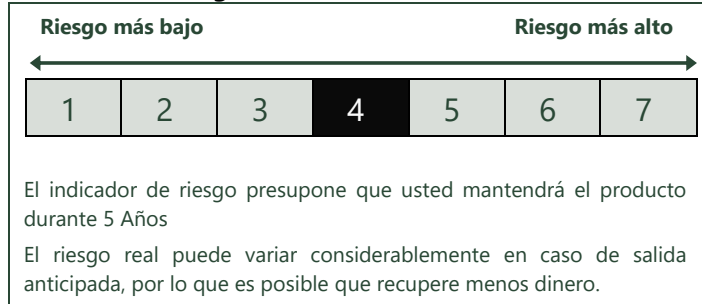 Riesgo más bajo Riesgo más alto
1 2 3 4 5 6 7
El indicador de riesgo presupone que usted mantendrá el producto
durante 5 Años
El riesgo real puede variar considerablemente en caso de salida
anticipada, por lo que es posible que recupere menos dinero.